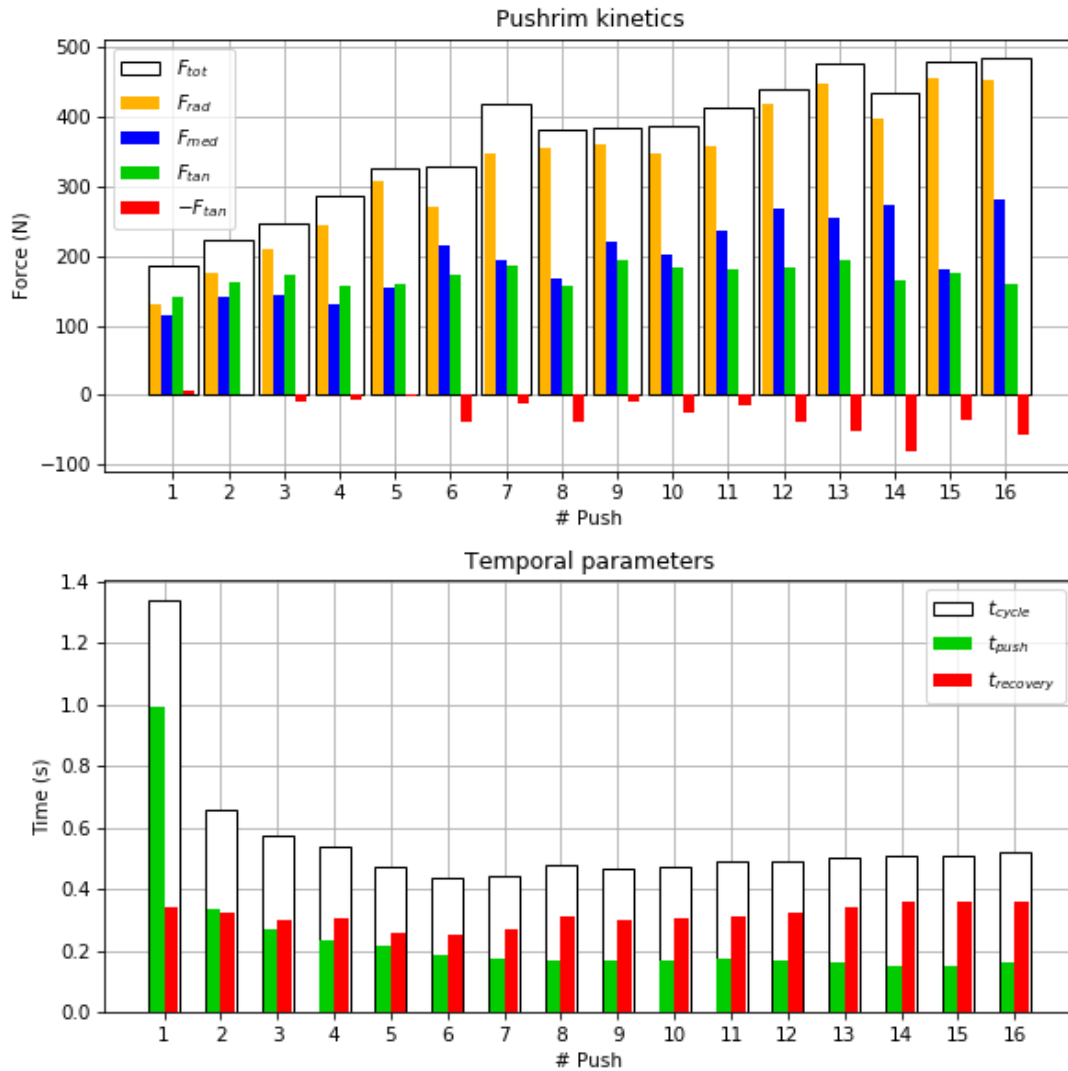 Pushrim kinetics
500
400
300
200
100
0
−100
Force (N)
F_tot
F_rad
F_med
F_tan
−F_tan
1 2 3 4 5 6 7 8 9 10 11 12 13 14 15 16
# Push
Temporal parameters
1.4
1.2
1.0
0.8
0.6
0.4
0.2
0.0
Time (s)
t_cycle
t_push
t_recovery
1 2 3 4 5 6 7 8 9 10 11 12 13 14 15 16
# Push